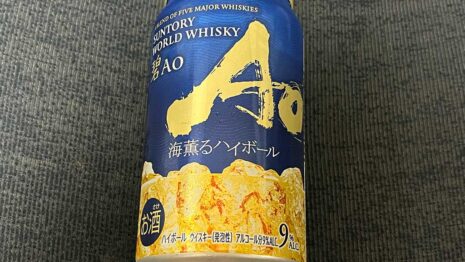 BLEND OF FIVE MAJOR WHISKIES
SUNTORY
WORLD WHISKY
碧 AO
Ao
海薫るハイボール
お酒
ハイボール ウイスキー(発泡性) アルコール分9%
9%